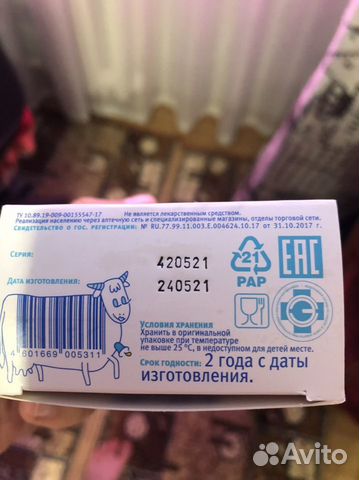 ТУ 10.89.19-009-00155547-17 Не является лекарственным средством.
Реализация населению через аптечную сеть и специализированные магазины, отделы торговой сети.
Свидетельство о гос. регистрации: № RU.77.99.11.003.Е.004624.10.17 от 31.10.2017 г.
Серия: 420521
Дата изготовления: 240521
21
PAP
EAC
4 601669 005311
Условия хранения
Хранить в оригинальной
упаковке при температуре
не выше 25 °С, в недоступном для детей месте.
Срок годности: 2 года с даты
изготовления.
Avito